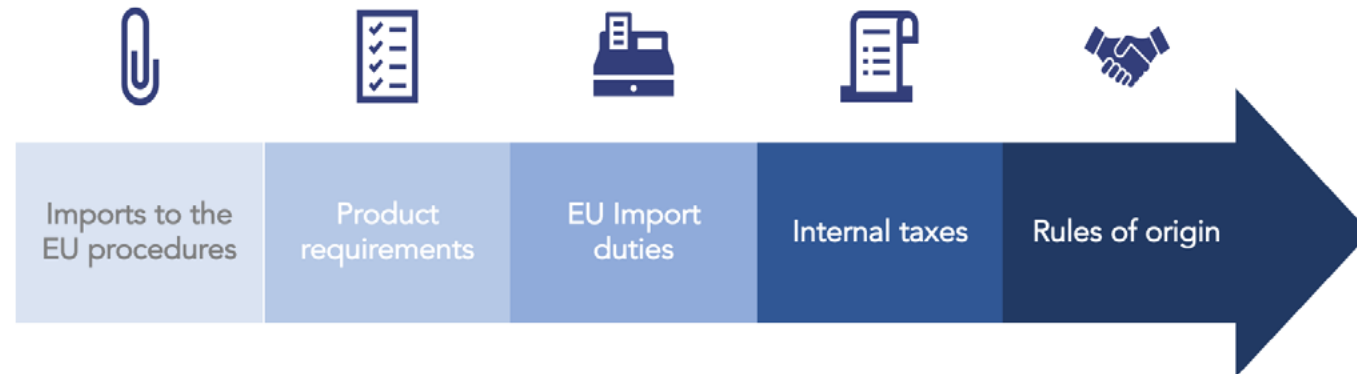 Imports to the
EU procedures
Product
requirements
EU Import
duties
Internal taxes
Rules of origin